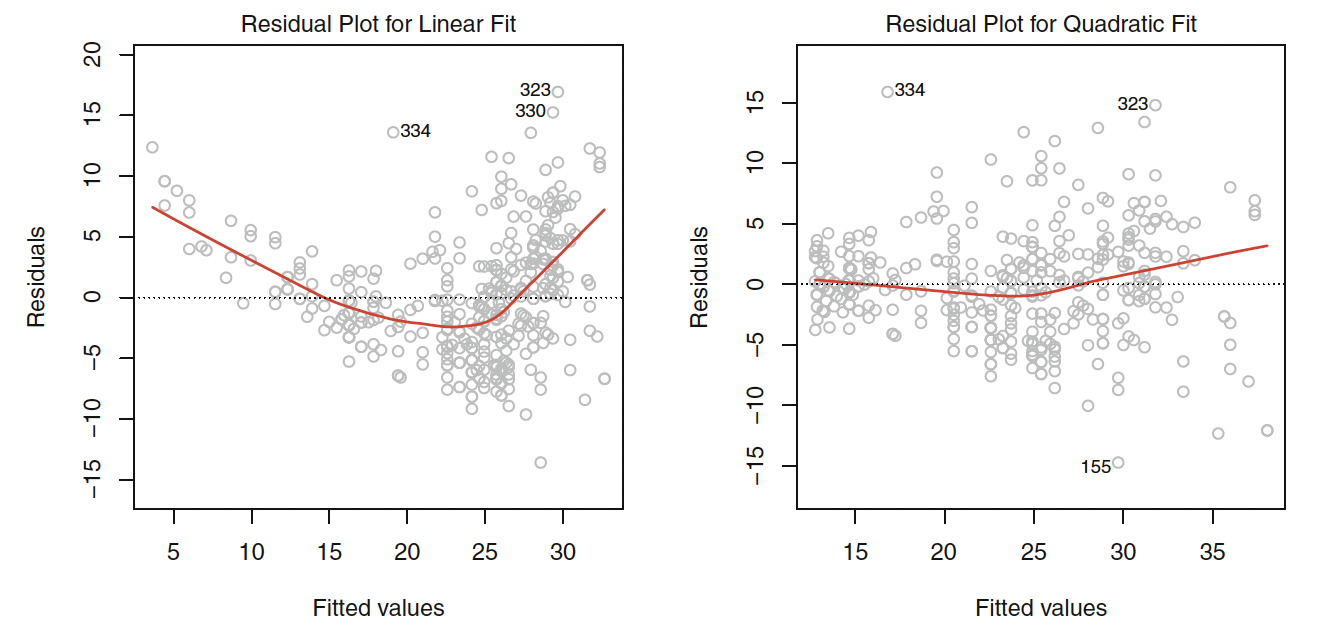 Residual Plot for Linear Fit
Residuals
20
15
10
5
0
−5
−10
−15
323
330
334
5 10 15 20 25 30
Fitted values
Residual Plot for Quadratic Fit
Residuals
15
10
5
0
−5
−10
−15
334
323
155
15 20 25 30 35
Fitted values